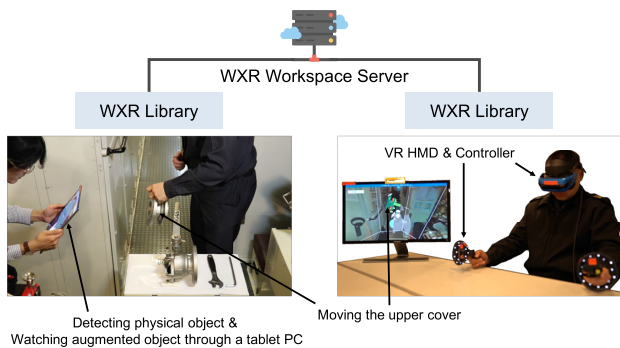 WXR Workspace Server
WXR Library
WXR Library
VR HMD & Controller
Detecting physical object &
Watching augmented object through a tablet PC
Moving the upper cover